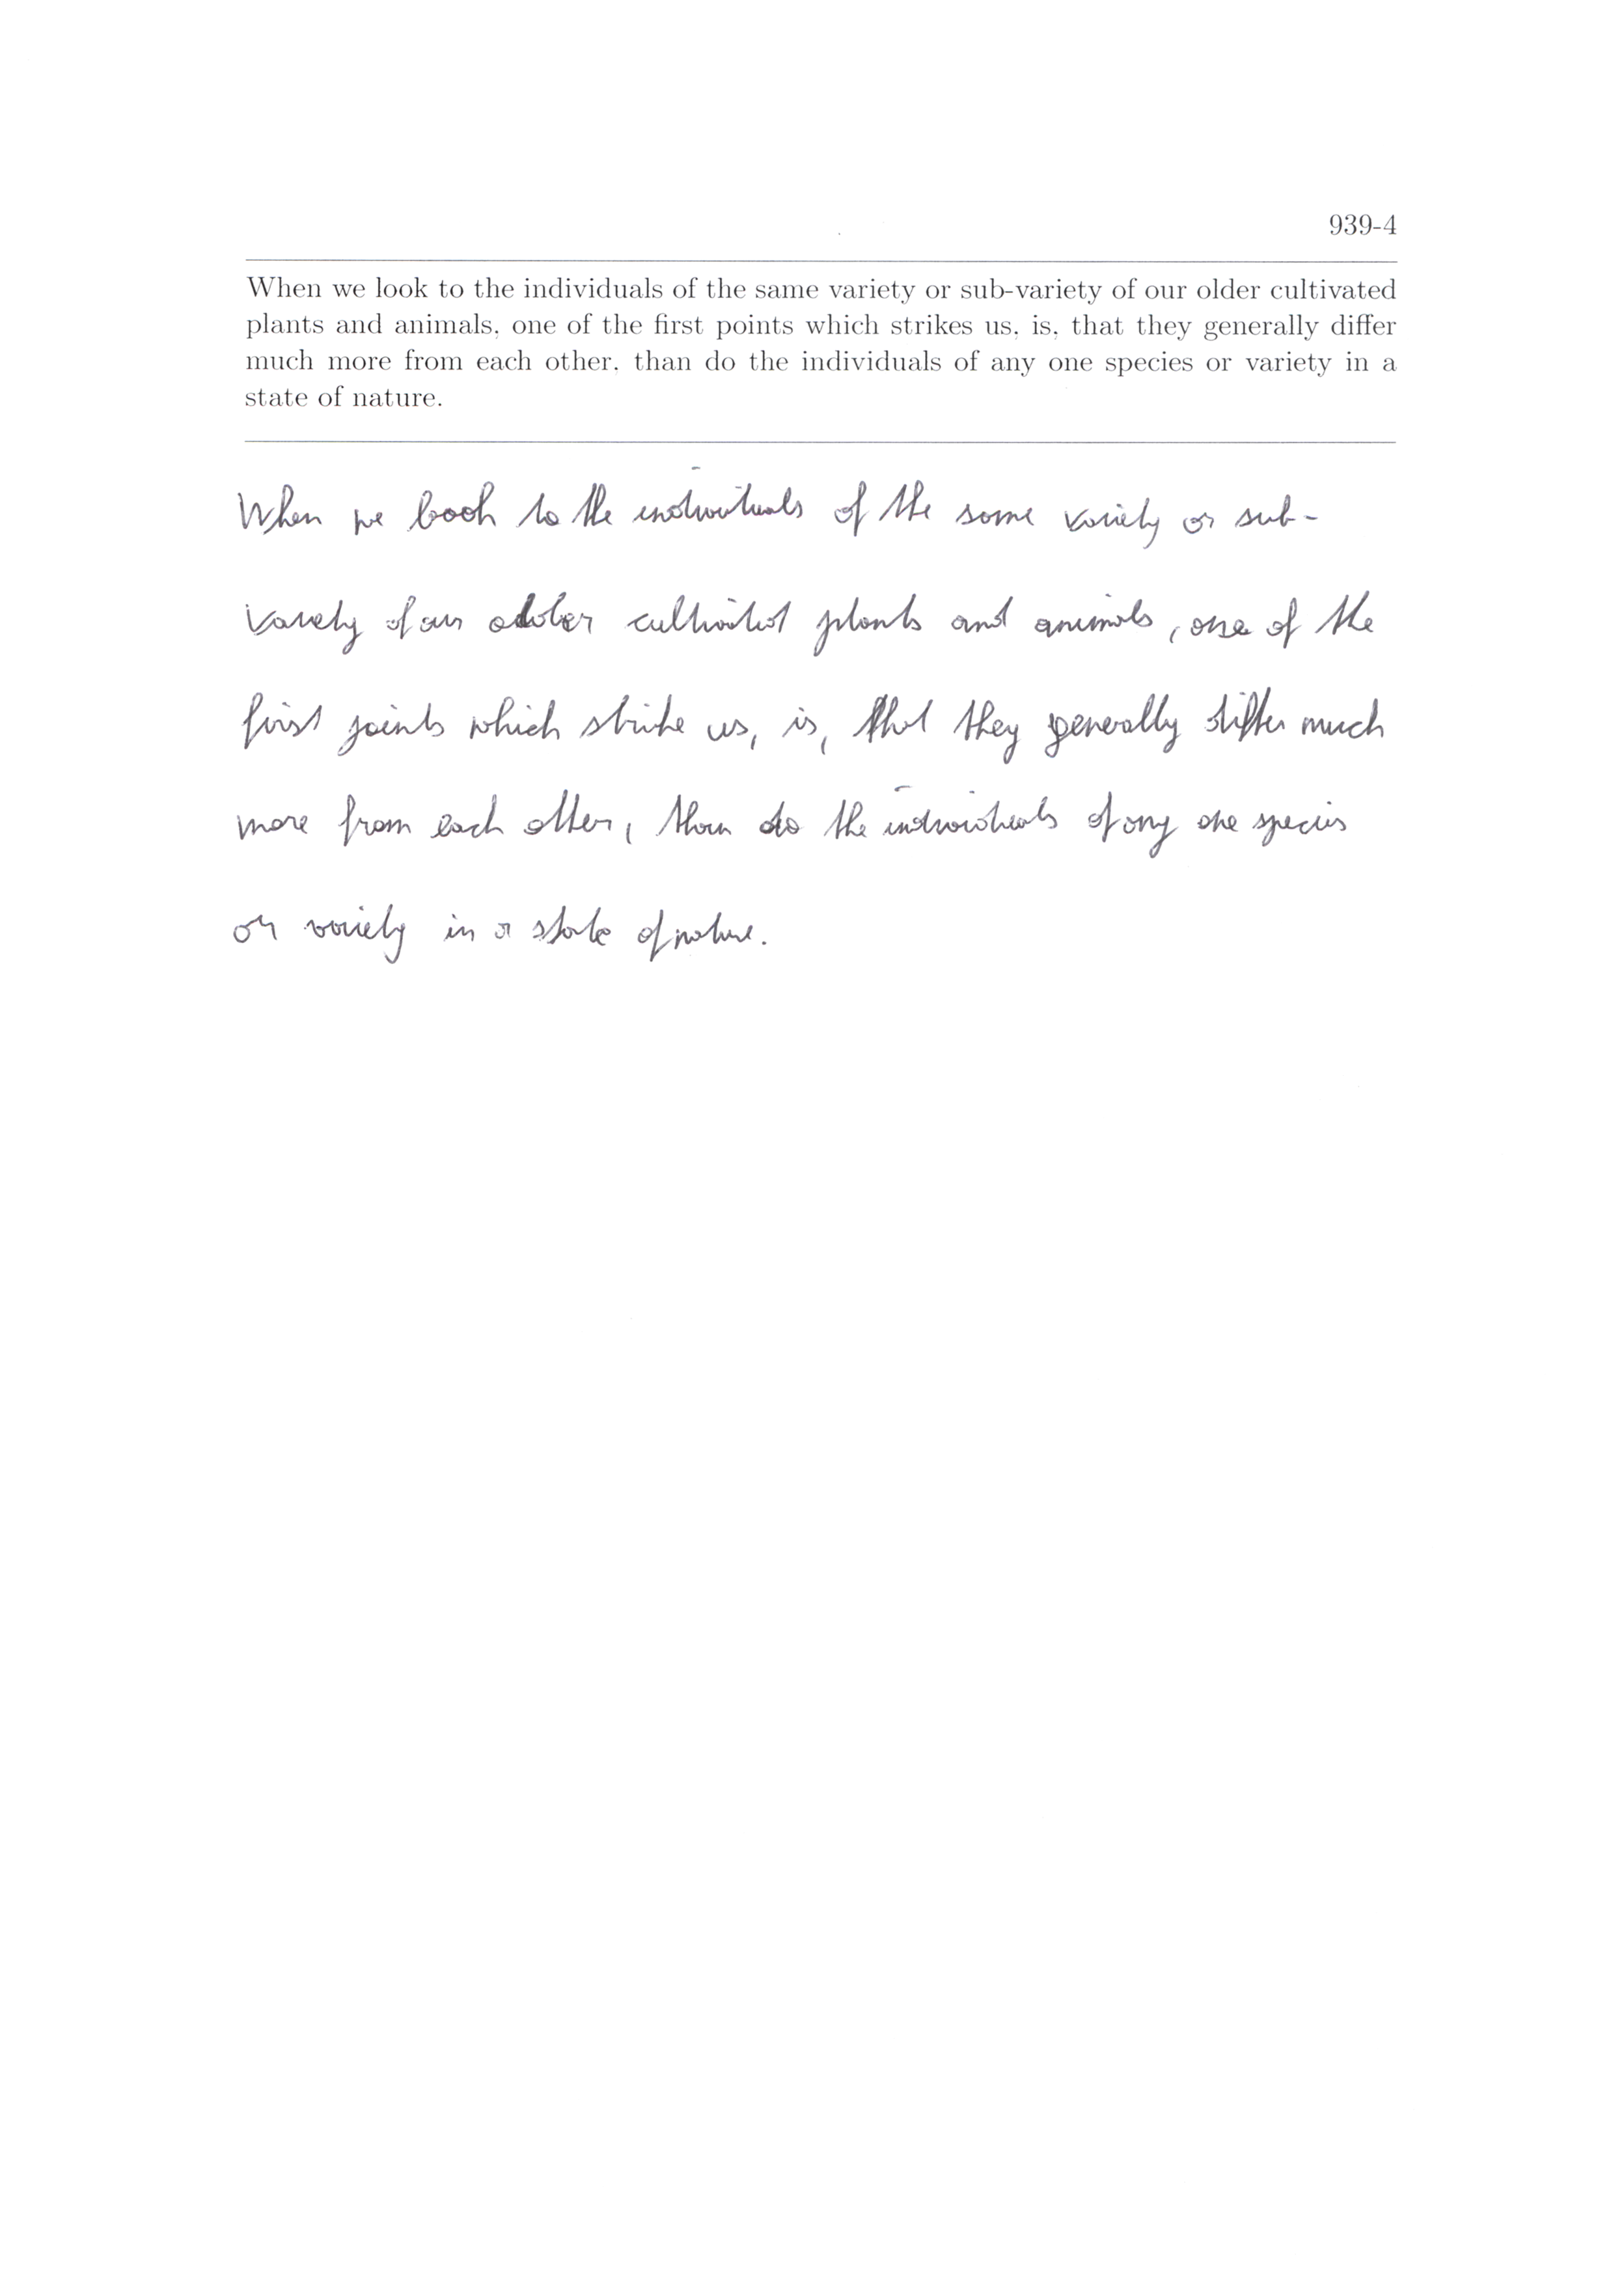 939-4
When we look to the individuals of the same variety or sub-variety of our older cultivated
plants and animals, one of the first points which strikes us, is, that they generally differ
much more from each other, than do the individuals of any one species or variety in a
state of nature.
When we look to the individuals of the same variety or sub-
variety of our older cultivated plants and animals, one of the
first points which strike us, is, that they generally differ much
more from each other, than do the individuals of any one species
or variety in a state of nature.